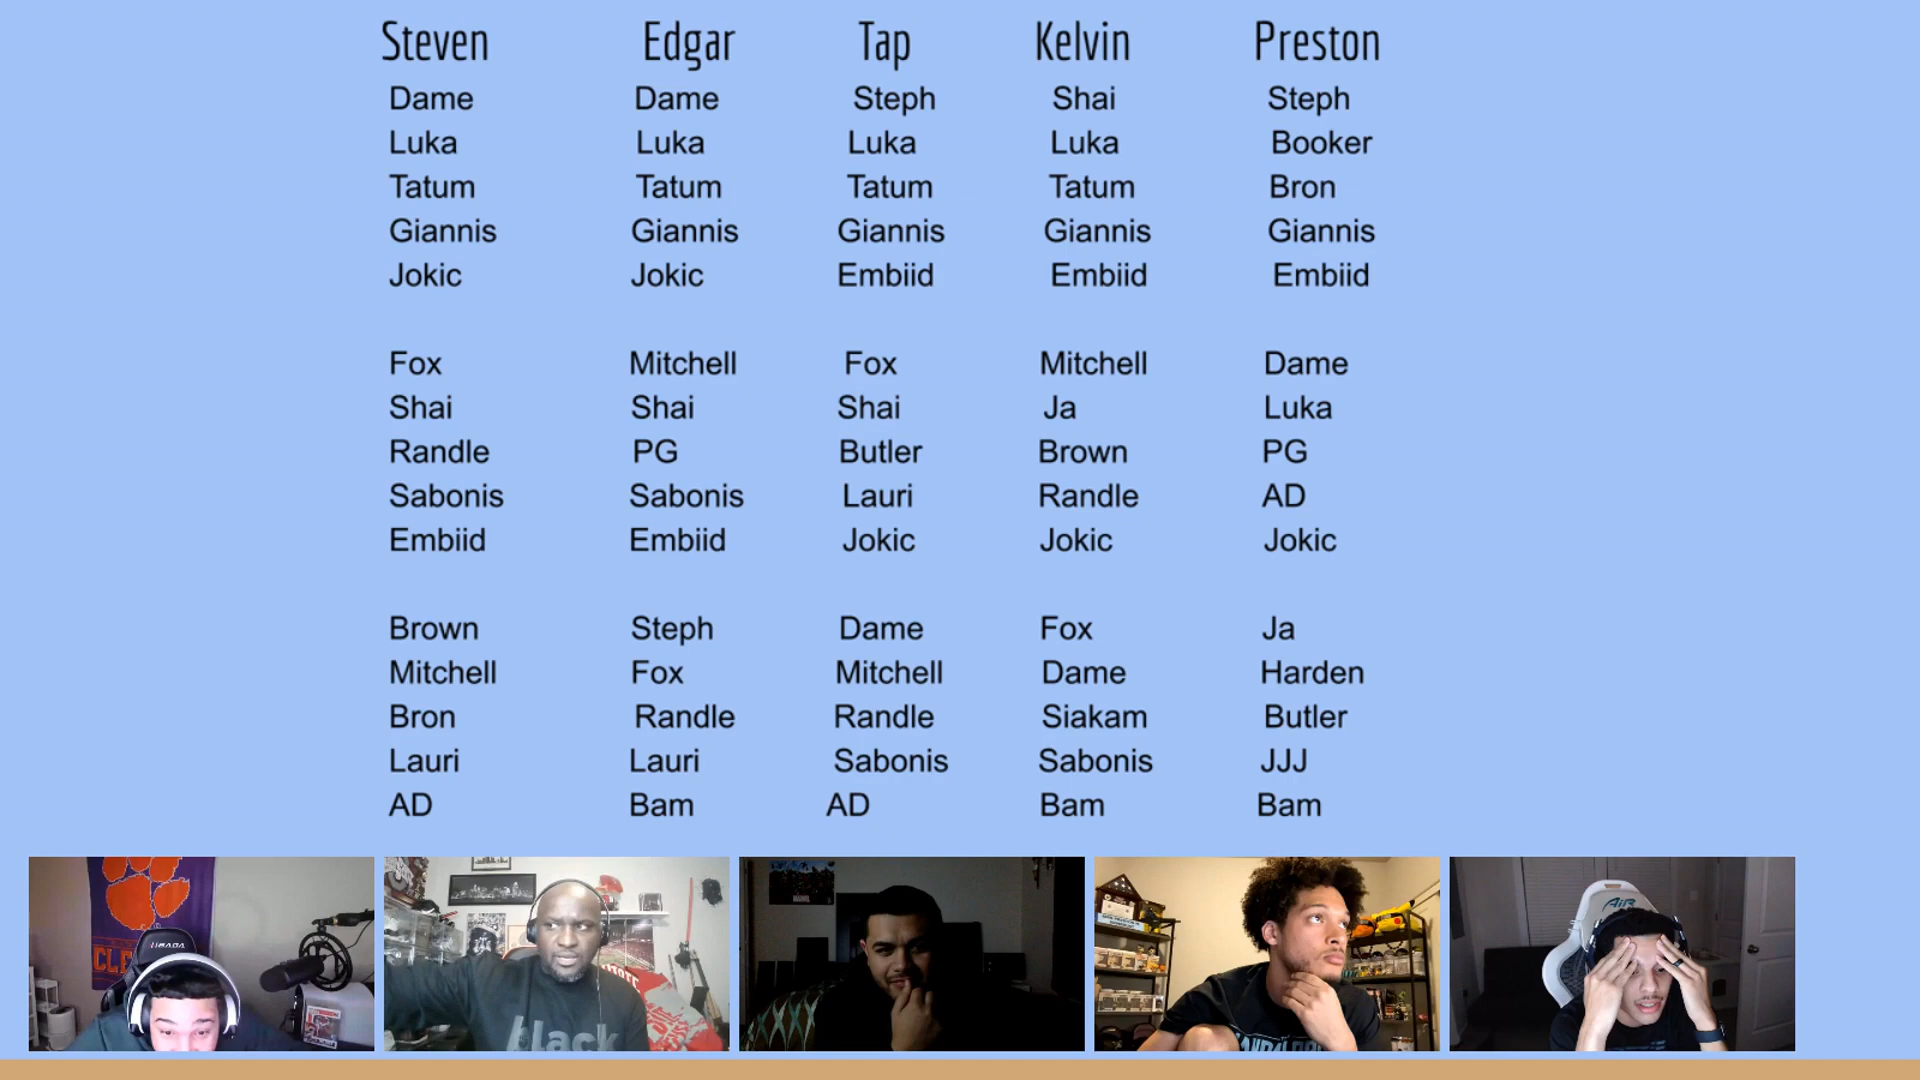 Steven Edgar Tap Kelvin Preston
Dame Dame Steph Shai Steph
Luka Luka Luka Luka Booker
Tatum Tatum Tatum Tatum Bron
Giannis Giannis Giannis Giannis Giannis
Jokic Jokic Embiid Embiid Embiid
Fox Mitchell Fox Mitchell Dame
Shai Shai Shai Ja Luka
Randle PG Butler Brown PG
Sabonis Sabonis Lauri Randle AD
Embiid Embiid Jokic Jokic Jokic
Brown Steph Dame Fox Ja
Mitchell Fox Mitchell Dame Harden
Bron Randle Randle Siakam Butler
Lauri Lauri Sabonis Sabonis JJJ
AD Bam AD Bam Bam
CLE
black